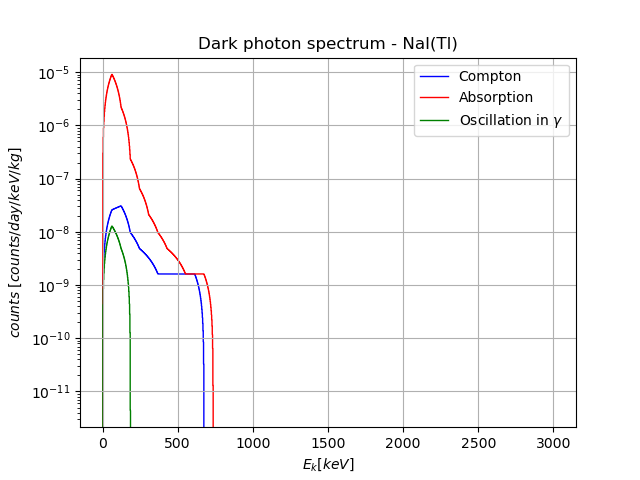 Dark photon spectrum - NaI(Tl)
Compton
Absorption
Oscillation in γ
10⁻⁵
10⁻⁶
10⁻⁷
10⁻⁸
10⁻⁹
10⁻¹⁰
10⁻¹¹
counts [counts/day/keV/kg]
0 500 1000 1500 2000 2500 3000
Eₖ[keV]